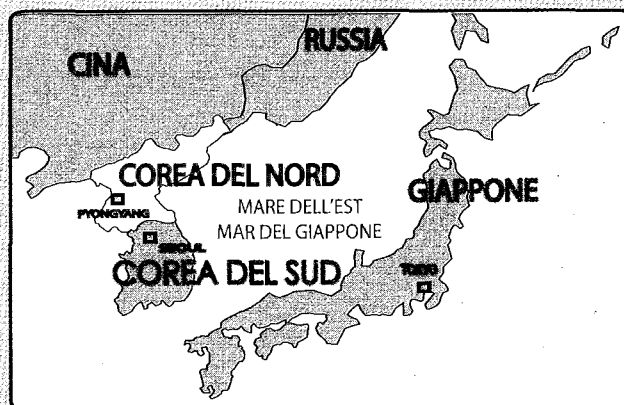 RUSSIA
CINA
COREA DEL NORD
GIAPPONE
PYONGYANG
MARE DELL'EST
MAR DEL GIAPPONE
SEOUL
COREA DEL SUD
TOKYO